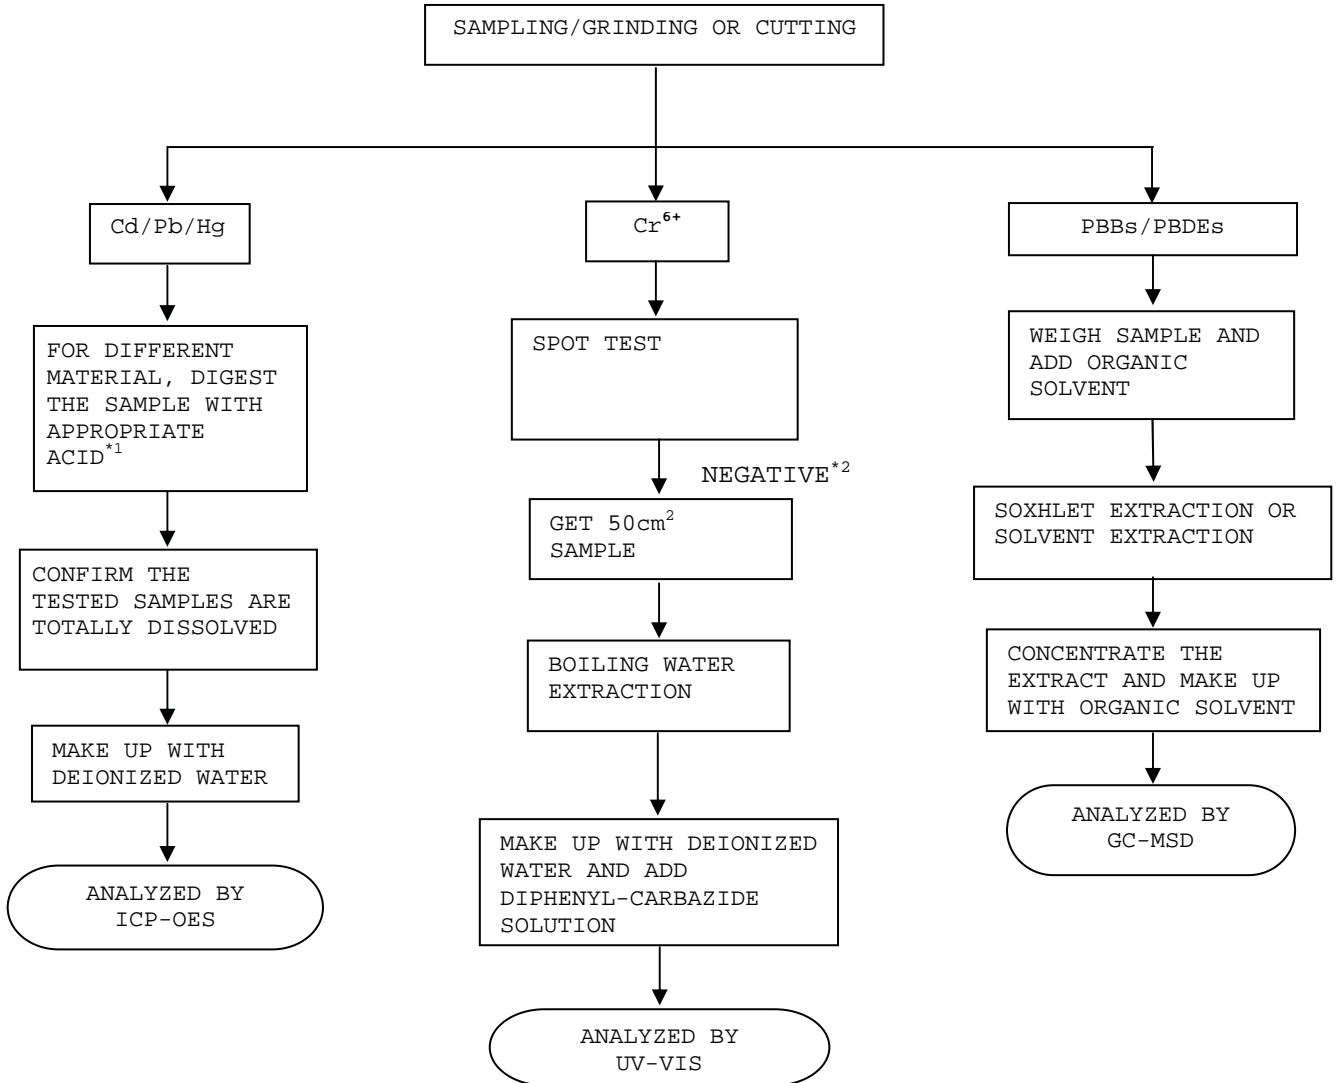 SAMPLING/GRINDING OR CUTTING
Cd/Pb/Hg
FOR DIFFERENT
MATERIAL, DIGEST
THE SAMPLE WITH
APPROPRIATE
ACID*1
CONFIRM THE
TESTED SAMPLES ARE
TOTALLY DISSOLVED
MAKE UP WITH
DEIONIZED WATER
ANALYZED BY
ICP-OES
Cr⁶⁺
SPOT TEST
NEGATIVE*2
GET 50cm²
SAMPLE
BOILING WATER
EXTRACTION
MAKE UP WITH DEIONIZED
WATER AND ADD
DIPHENYL-CARBAZIDE
SOLUTION
ANALYZED BY
UV-VIS
PBBs/PBDEs
WEIGH SAMPLE AND
ADD ORGANIC
SOLVENT
SOXHLET EXTRACTION OR
SOLVENT EXTRACTION
CONCENTRATE THE
EXTRACT AND MAKE UP
WITH ORGANIC SOLVENT
ANALYZED BY
GC-MSD